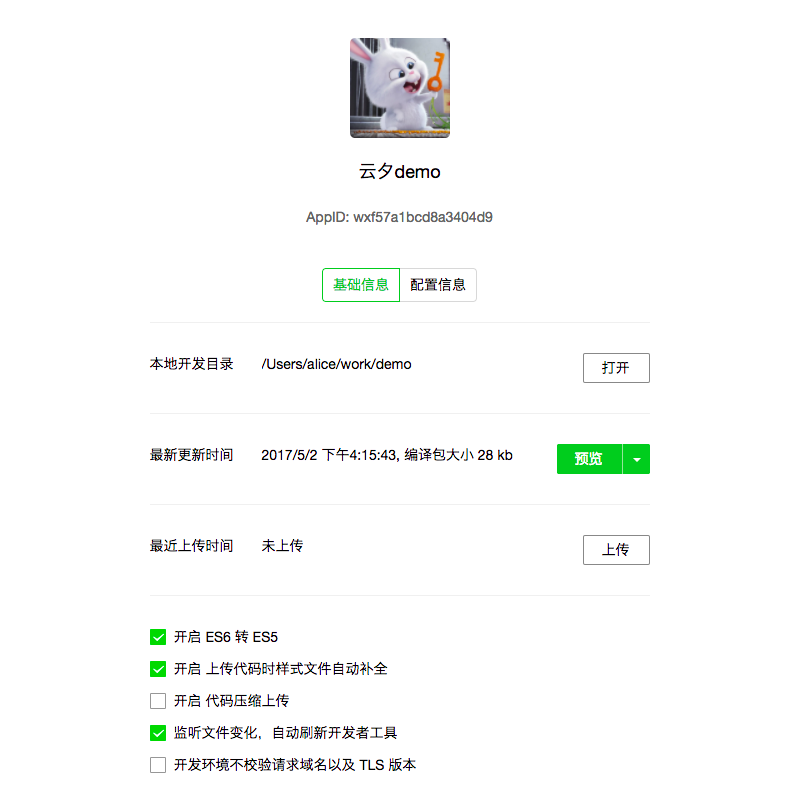 云夕demo
AppID: wxf57a1bcd8a3404d9
基础信息 配置信息
本地开发目录 /Users/alice/work/demo 打开
最新更新时间 2017/5/2 下午4:15:43, 编译包大小 28 kb 预览
最近上传时间 未上传 上传
开启 ES6 转 ES5
开启 上传代码时样式文件自动补全
开启 代码压缩上传
监听文件变化，自动刷新开发者工具
开发环境不校验请求域名以及 TLS 版本